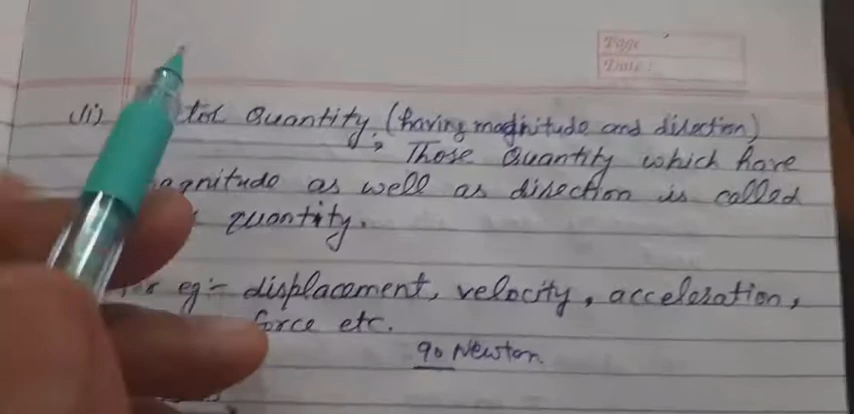 Page
Date:
(ii) tor Quantity, (having magnitude and direction)
Those Quantity which have
agnitude as well as direction is called
quantity.
eg:- displacement, velocity, acceleration,
force etc.
90 Newton